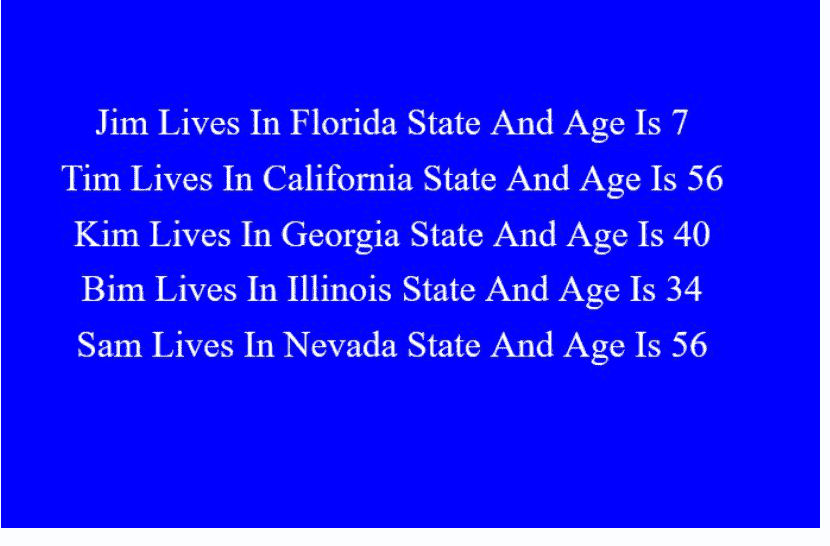 Jim Lives In Florida State And Age Is 7
Tim Lives In California State And Age Is 56
Kim Lives In Georgia State And Age Is 40
Bim Lives In Illinois State And Age Is 34
Sam Lives In Nevada State And Age Is 56